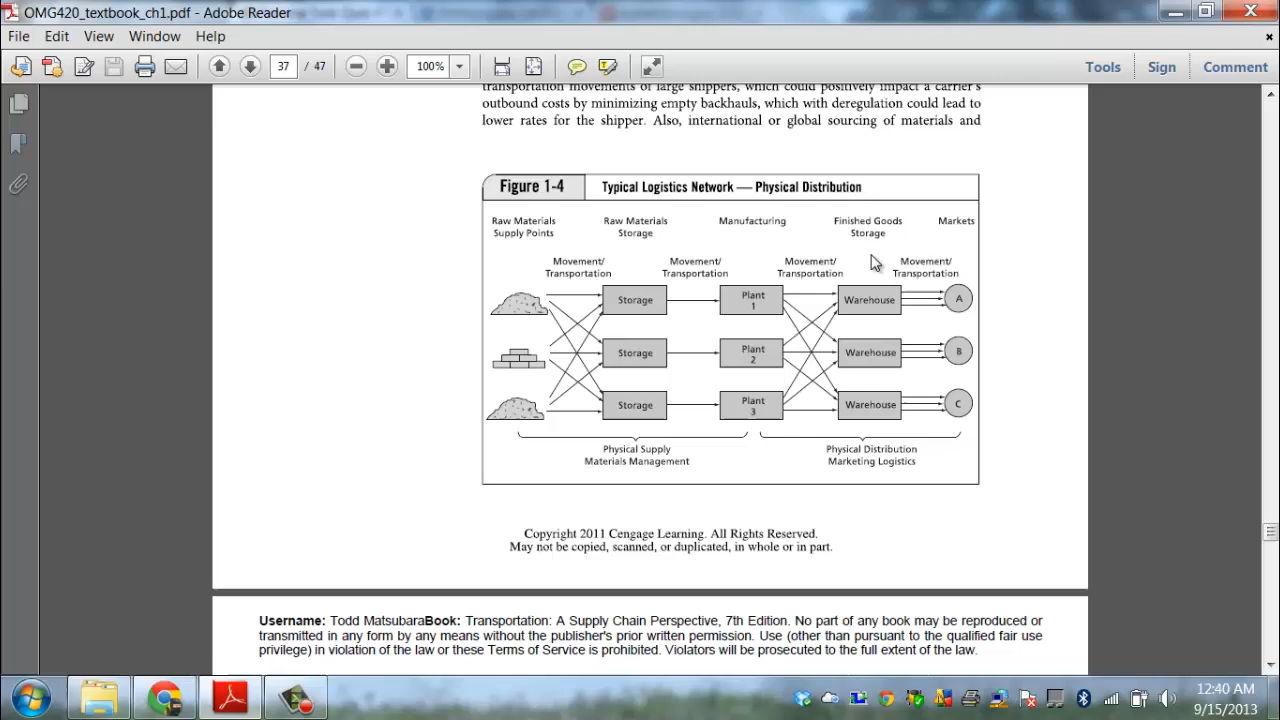 OMG420_textbook_ch1.pdf - Adobe Reader
File Edit View Window Help
37 / 47 100% Tools Sign Comment
transportation movements of large shippers, which could positively impact a carrier's
outbound costs by minimizing empty backhauls, which with deregulation could lead to
lower rates for the shipper. Also, international or global sourcing of materials and
Figure 1-4 Typical Logistics Network — Physical Distribution
Raw Materials Raw Materials Manufacturing Finished Goods Markets
Supply Points Storage Storage
Movement/ Movement/ Movement/ Movement/
Transportation Transportation Transportation Transportation
Storage Plant 1 Warehouse A
Storage Plant 2 Warehouse B
Storage Plant 3 Warehouse C
Physical Supply Physical Distribution
Materials Management Marketing Logistics
Copyright 2011 Cengage Learning. All Rights Reserved.
May not be copied, scanned, or duplicated, in whole or in part.
Username: Todd MatsubaraBook: Transportation: A Supply Chain Perspective, 7th Edition. No part of any book may be reproduced or
transmitted in any form by any means without the publisher's prior written permission. Use (other than pursuant to the qualified fair use
privilege) in violation of the law or these Terms of Service is prohibited. Violators will be prosecuted to the full extent of the law.
12:40 AM
9/15/2013